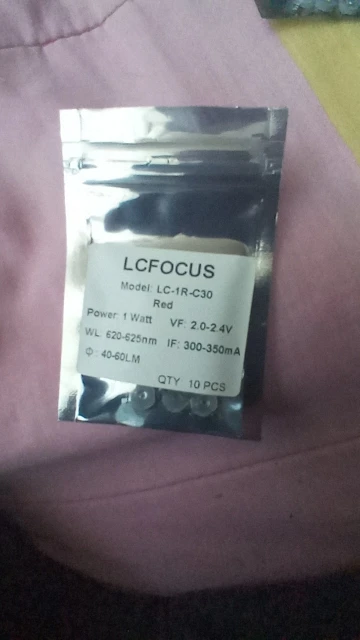 LCFOCUS
Model: LC-1R-C30
Red
Power: 1 Watt VF: 2.0-2.4V
WL: 620-625nm IF: 300-350mA
Φ: 40-60LM
QTY 10 PCS